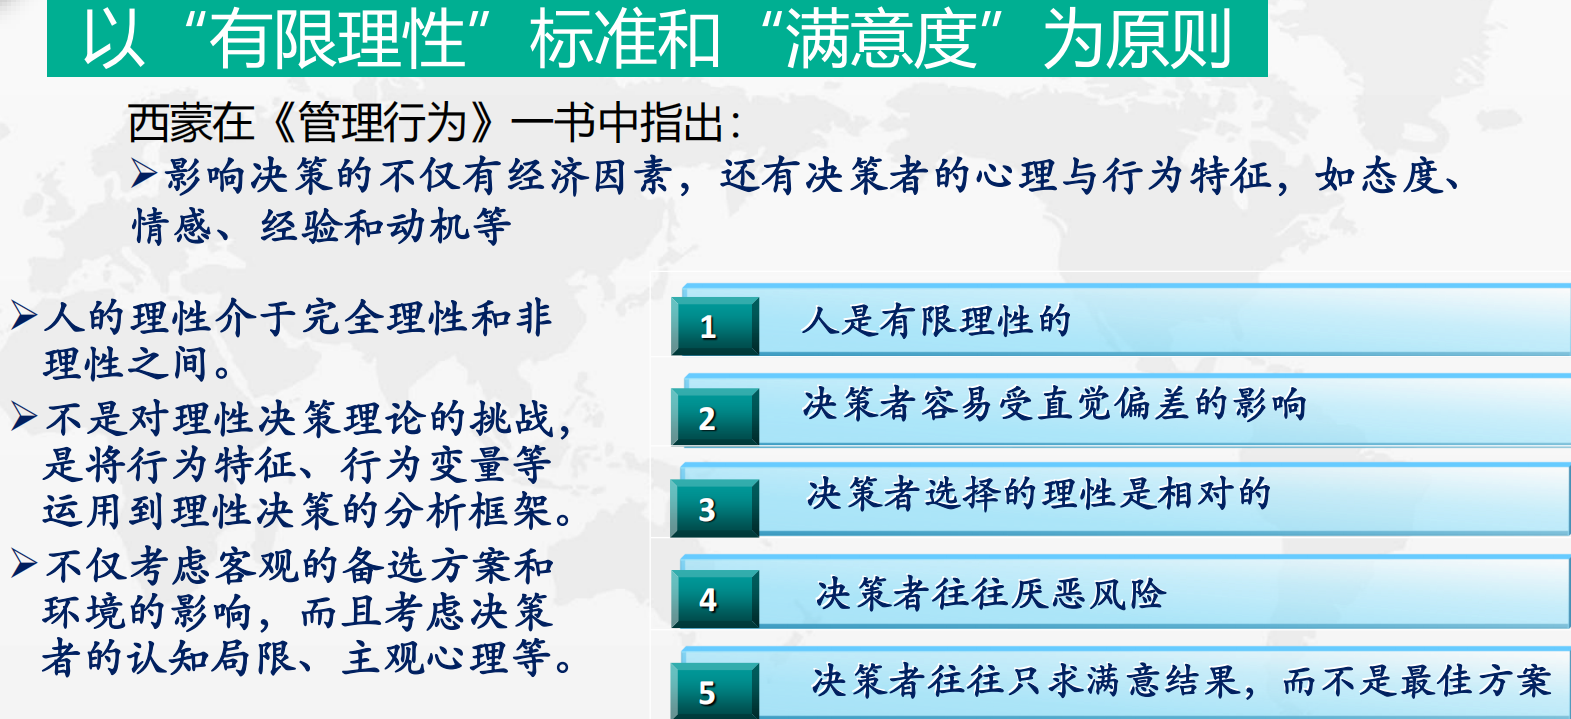 以“有限理性”标准和“满意度”为原则
西蒙在《管理行为》一书中指出：
➢影响决策的不仅有经济因素，还有决策者的心理与行为特征，如态度、
情感、经验和动机等
➢人的理性介于完全理性和非
理性之间。
➢不是对理性决策理论的挑战，
是将行为特征、行为变量等
运用到理性决策的分析框架。
➢不仅考虑客观的备选方案和
环境的影响，而且考虑决策
者的认知局限、主观心理等。
1 人是有限理性的
2 决策者容易受直觉偏差的影响
3 决策者选择的理性是相对的
4 决策者往往厌恶风险
5 决策者往往只求满意结果，而不是最佳方案